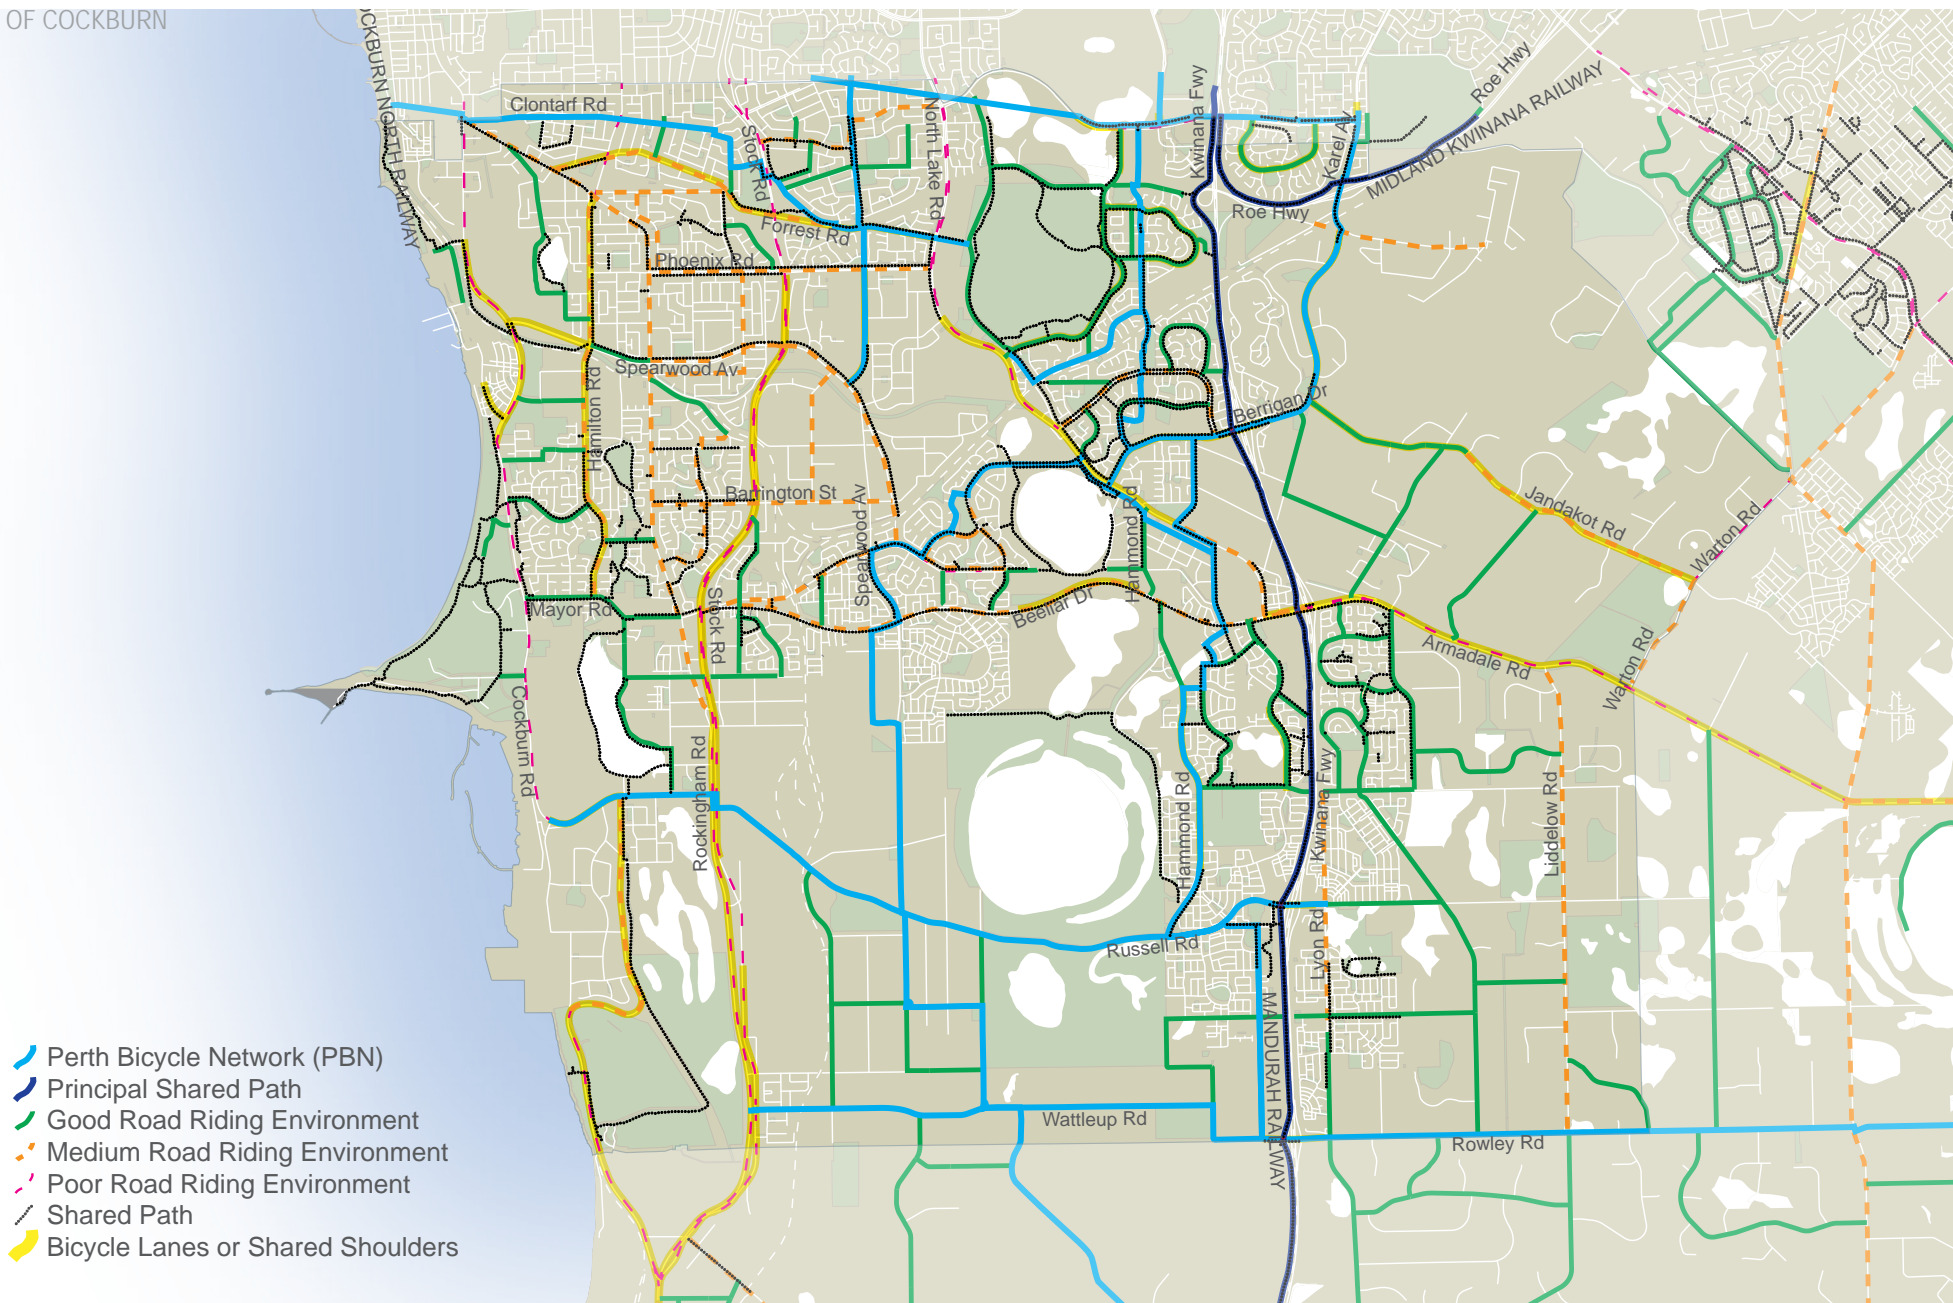 OF COCKBURN
COCKBURN NORTH RAILWAY
Clontarf Rd
Stock Rd
North Lake Rd
Kwinana Fwy
Karel Av
Roe Hwy
MIDLAND KWINANA RAILWAY
Roe Hwy
Forrest Rd
Phoenix Rd
Spearwood Av
Hamilton Rd
Berrigan Dr
Barrington St
Spearwood Av
Hammond Rd
Jandakot Rd
Warton Rd
Mayor Rd
Stock Rd
Beeliar Dr
Armadale Rd
Warton Rd
Cockburn Rd
Rockingham Rd
Hammond Rd
Kwinana Fwy
Liddelow Rd
Russell Rd
Lyon Rd
MANDURAH RAILWAY
Wattleup Rd
Rowley Rd
Perth Bicycle Network (PBN)
Principal Shared Path
Good Road Riding Environment
Medium Road Riding Environment
Poor Road Riding Environment
Shared Path
Bicycle Lanes or Shared Shoulders